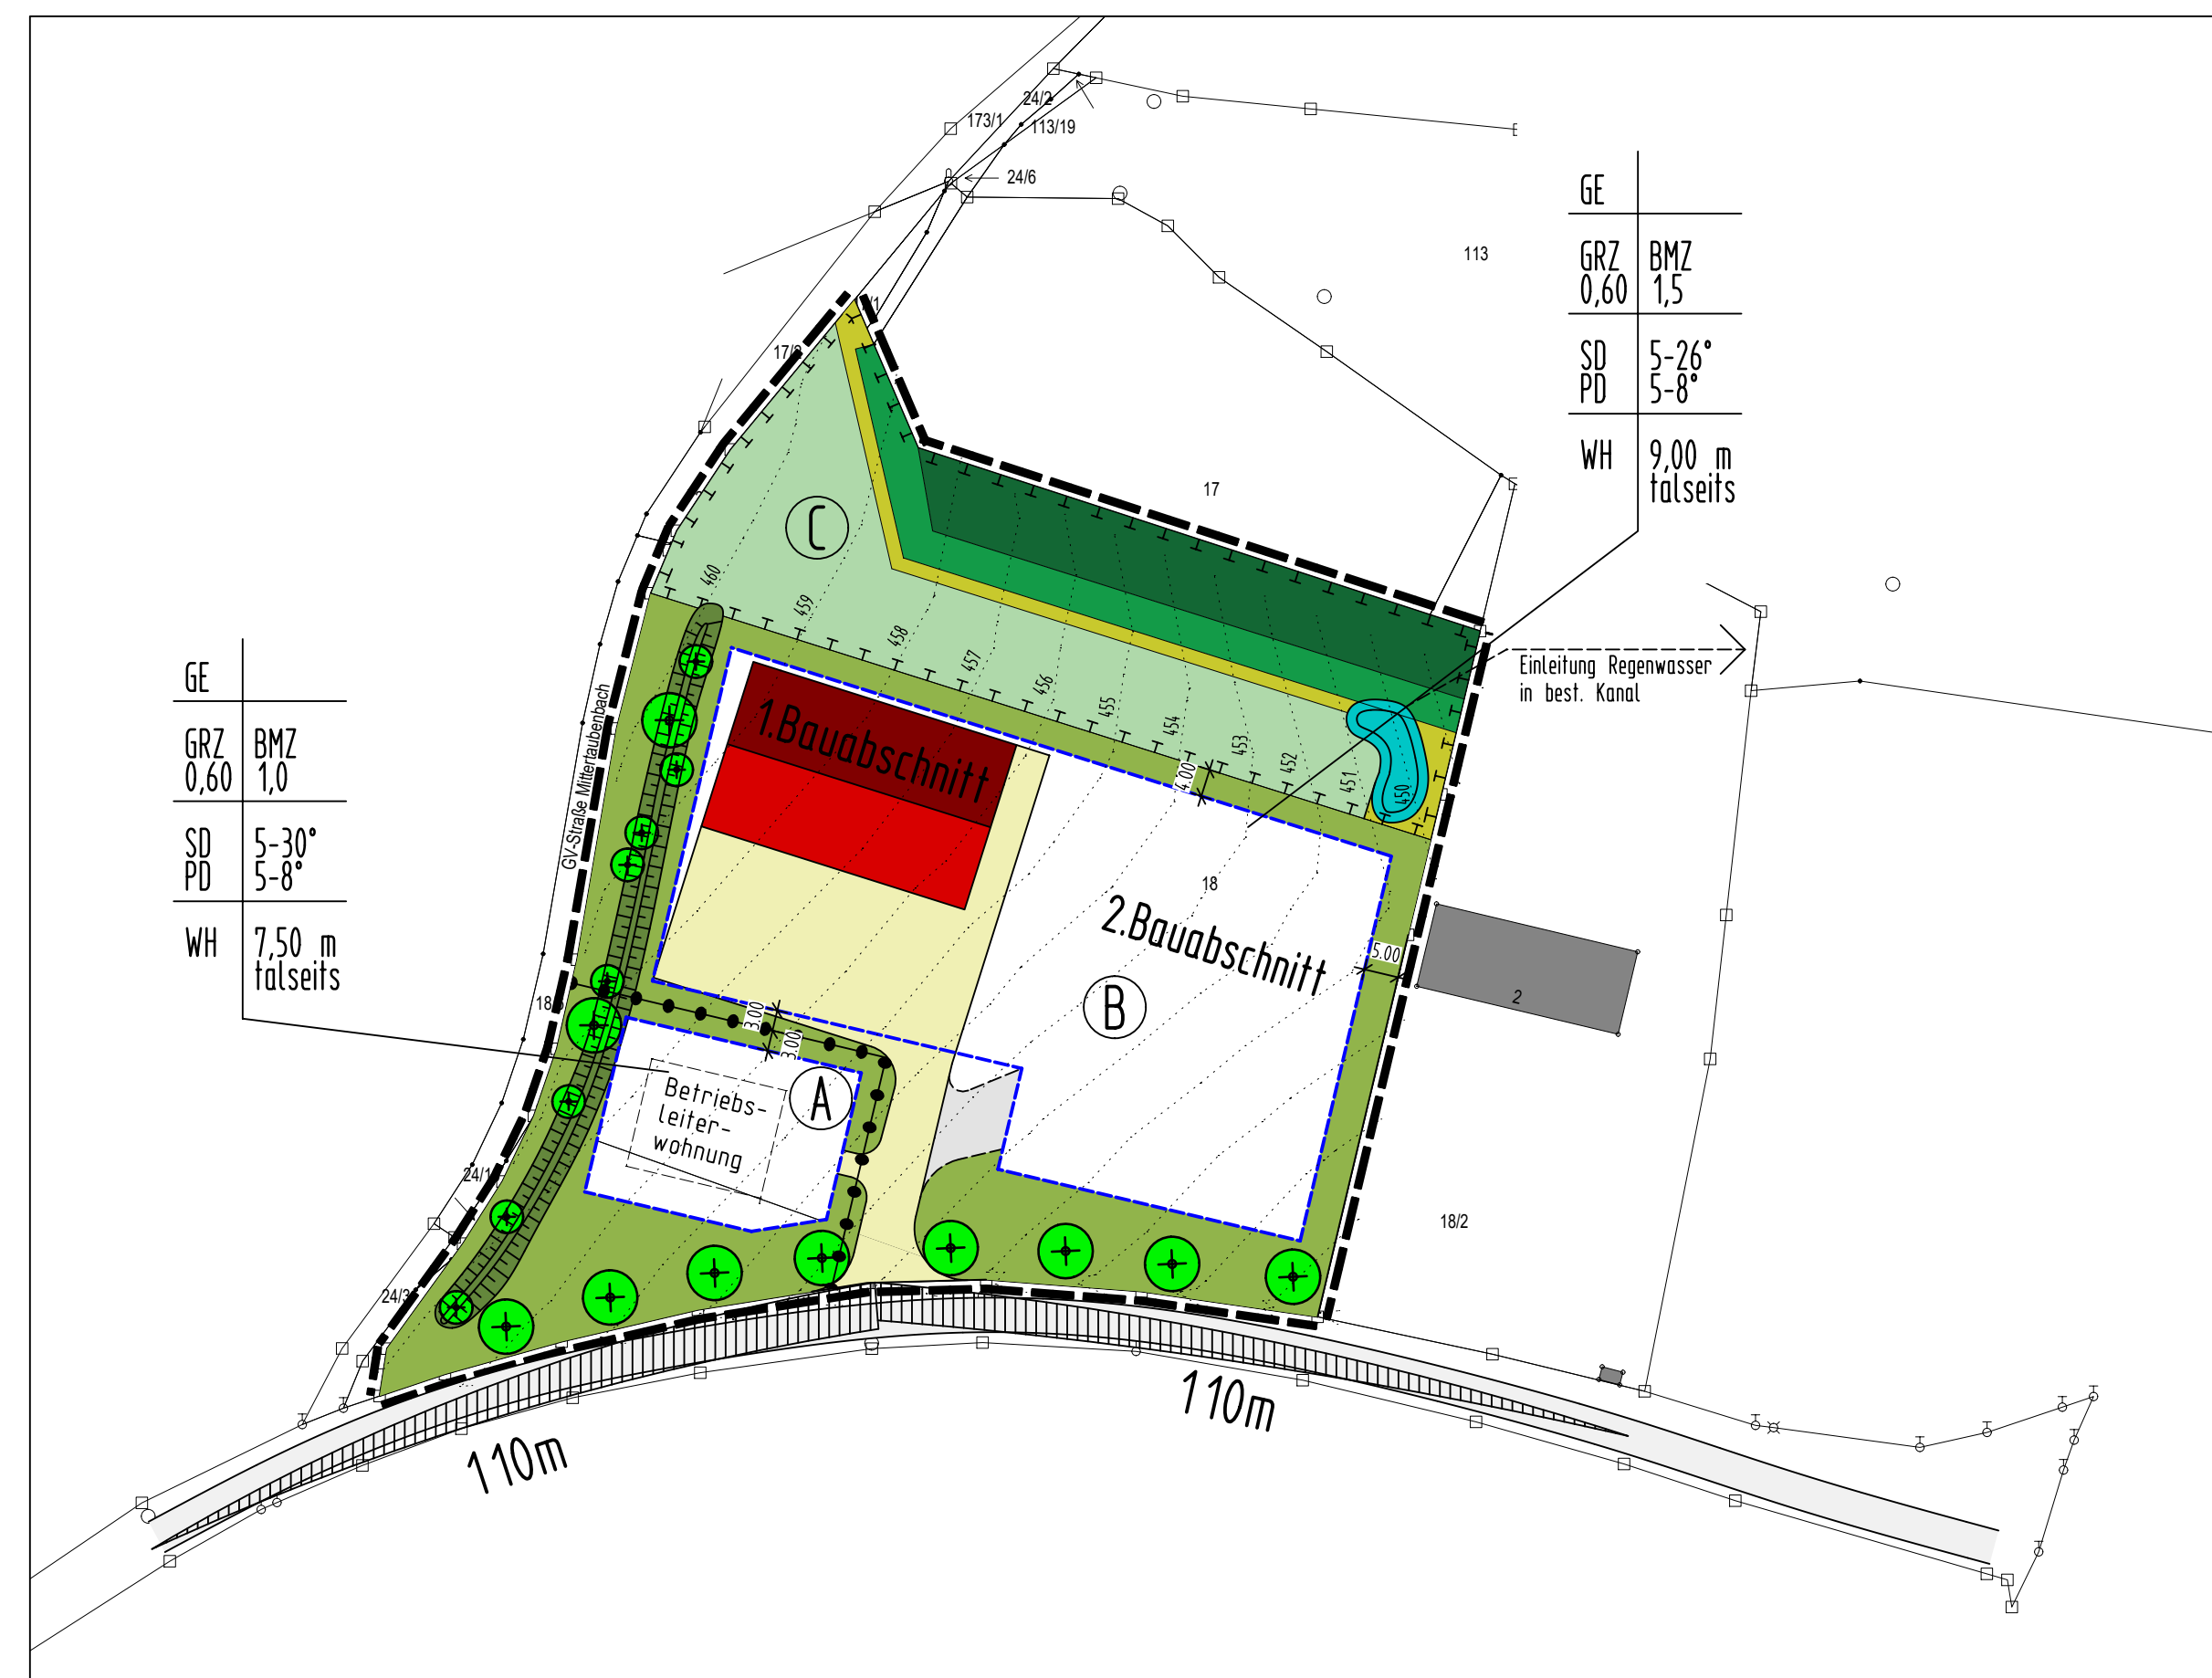 24/2
173/1
113/19
24/6
113
GE
GRZ BMZ
0,60 1,5
SD 5-26°
PD 5-8°
WH 9,00 m
talseits
17/2
17
C
460
459
458
457
456
455
454
453
452
451
450
4.00
Einleitung Regenwasser
in best. Kanal
GE
GRZ BMZ
0,60 1,0
SD 5-30°
PD 5-8°
WH 7,50 m
talseits
GV-Straße Mittertaubenbach
1.Bauabschnitt
18
2.Bauabschnitt
5.00
B
2
3.00
3.00
A
Betriebs-
leiter-
wohnung
24/1
18/2
24/3
110m
110m